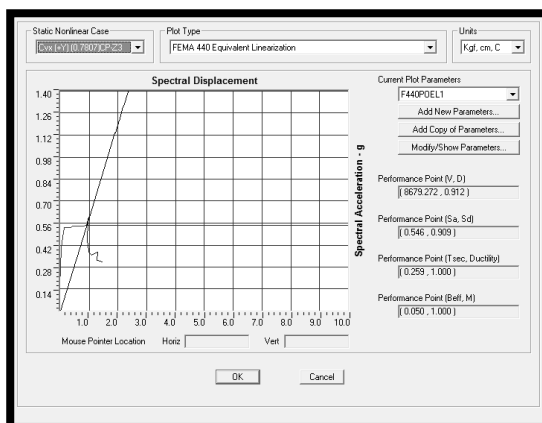 Static Nonlinear Case
Cvx (+Y) (0.7807)CP-Z3
Plot Type
FEMA 440 Equivalent Linearization
Units
Kgf, cm, C
Spectral Displacement
1.40
1.26
1.12
0.98
0.84
0.70
0.56
0.42
0.28
0.14
1.0 2.0 3.0 4.0 5.0 6.0 7.0 8.0 9.0 10.0
Spectral Acceleration - g
Mouse Pointer Location Horiz Vert
Current Plot Parameters
F440POEL1
Add New Parameters...
Add Copy of Parameters...
Modify/Show Parameters...
Performance Point (V, D)
( 8679.272 , 0.912 )
Performance Point (Sa, Sd)
( 0.546 , 0.909 )
Performance Point (Tsec, Ductility)
( 0.259 , 1.000 )
Performance Point (Beff, M)
( 0.050 , 1.000 )
OK Cancel